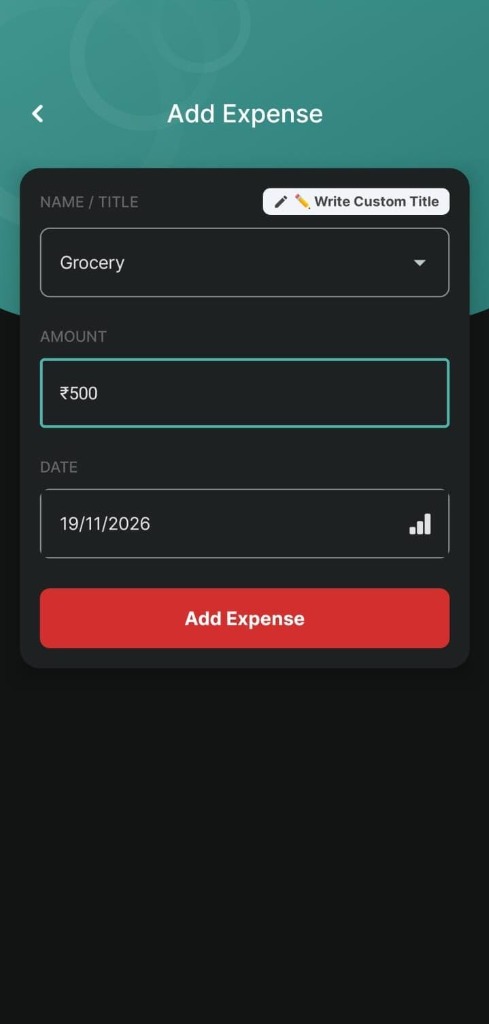 Add Expense
NAME / TITLE
✏️ Write Custom Title
Grocery
AMOUNT
₹500
DATE
19/11/2026
Add Expense